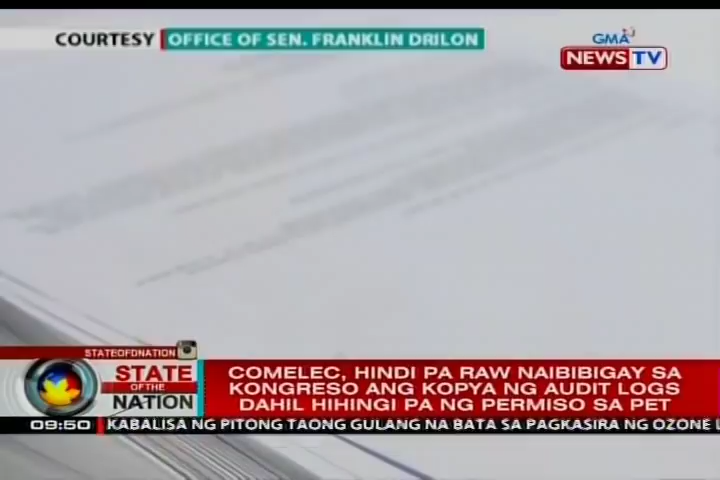 COURTESY OFFICE OF SEN. FRANKLIN DRILON
GMA
NEWS TV
STATEOFDNATION
STATE OF THE NATION
COMELEC, HINDI PA RAW NAIBIBIGAY SA
KONGRESO ANG KOPYA NG AUDIT LOGS
DAHIL HIHINGI PA NG PERMISO SA PET
09:50 KABALISA NG PITONG TAONG GULANG NA BATA SA PAGKASIRA NG OZONE